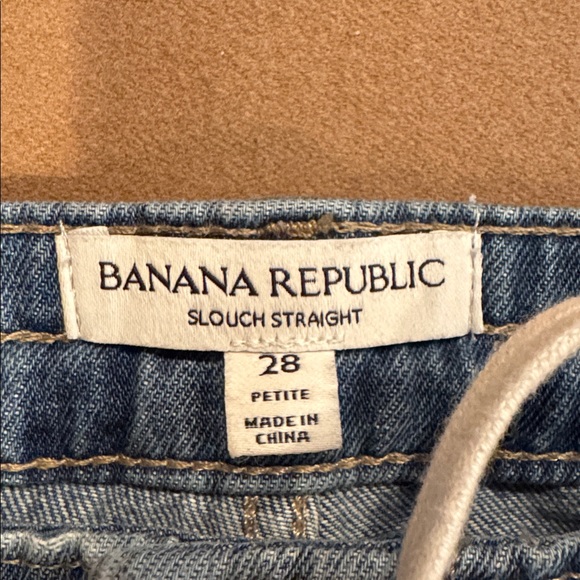 BANANA REPUBLIC
SLOUCH STRAIGHT
28
PETITE
MADE IN
CHINA